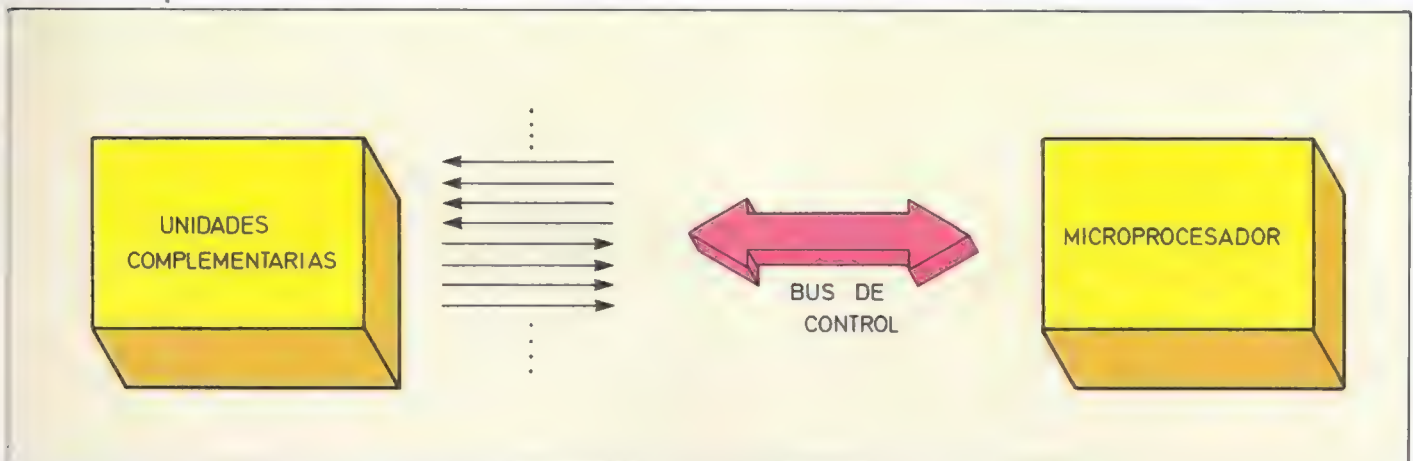 UNIDADES
COMPLEMENTARIAS
BUS DE
CONTROL
MICROPROCESADOR